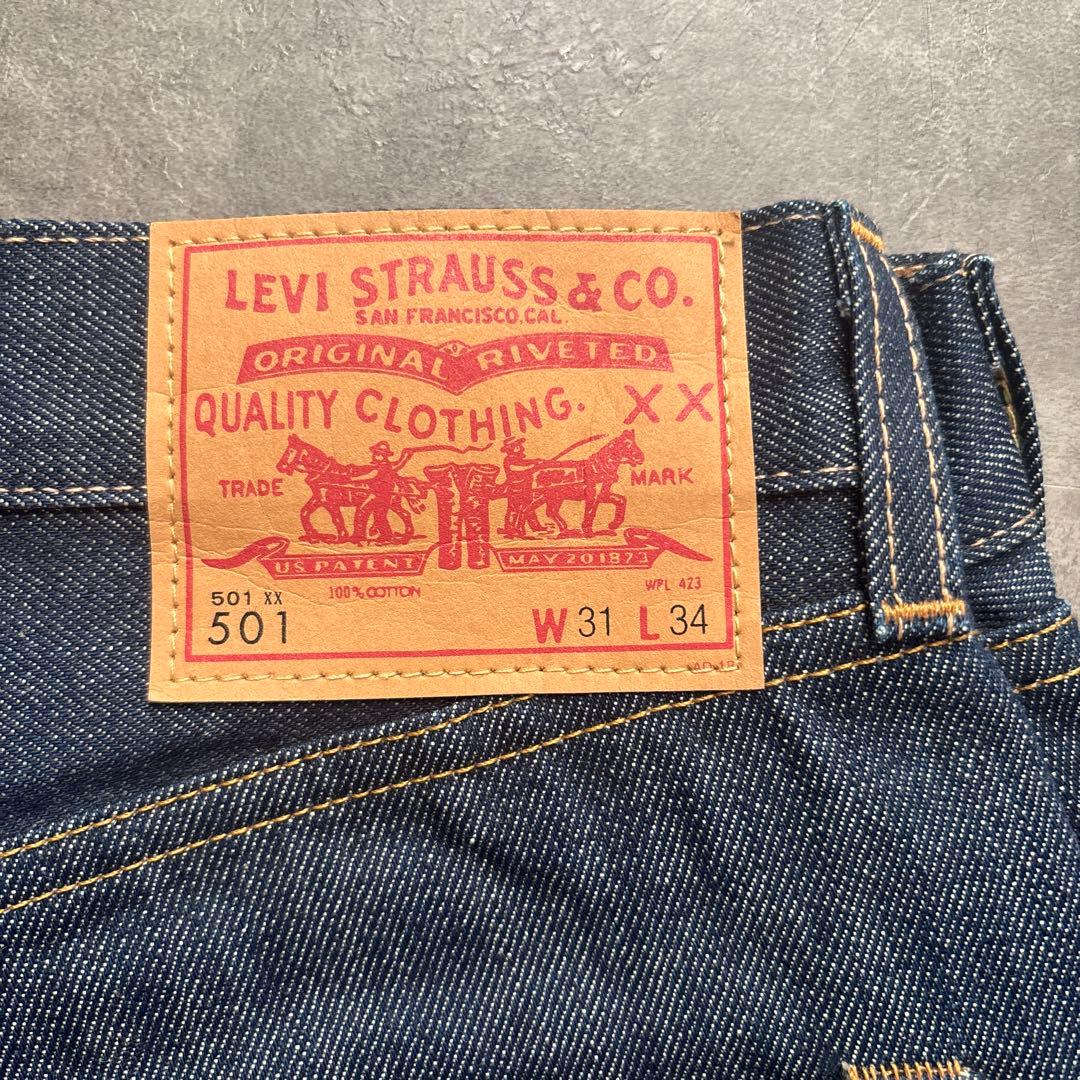 LEVI STRAUSS & CO.
SAN FRANCISCO, CAL.
ORIGINAL RIVETED
QUALITY CLOTHING. XX
TRADE MARK
U.S. PATENT MAY 20 1873
100% COTTON WPL 423
501 XX
501 W 31 L 34